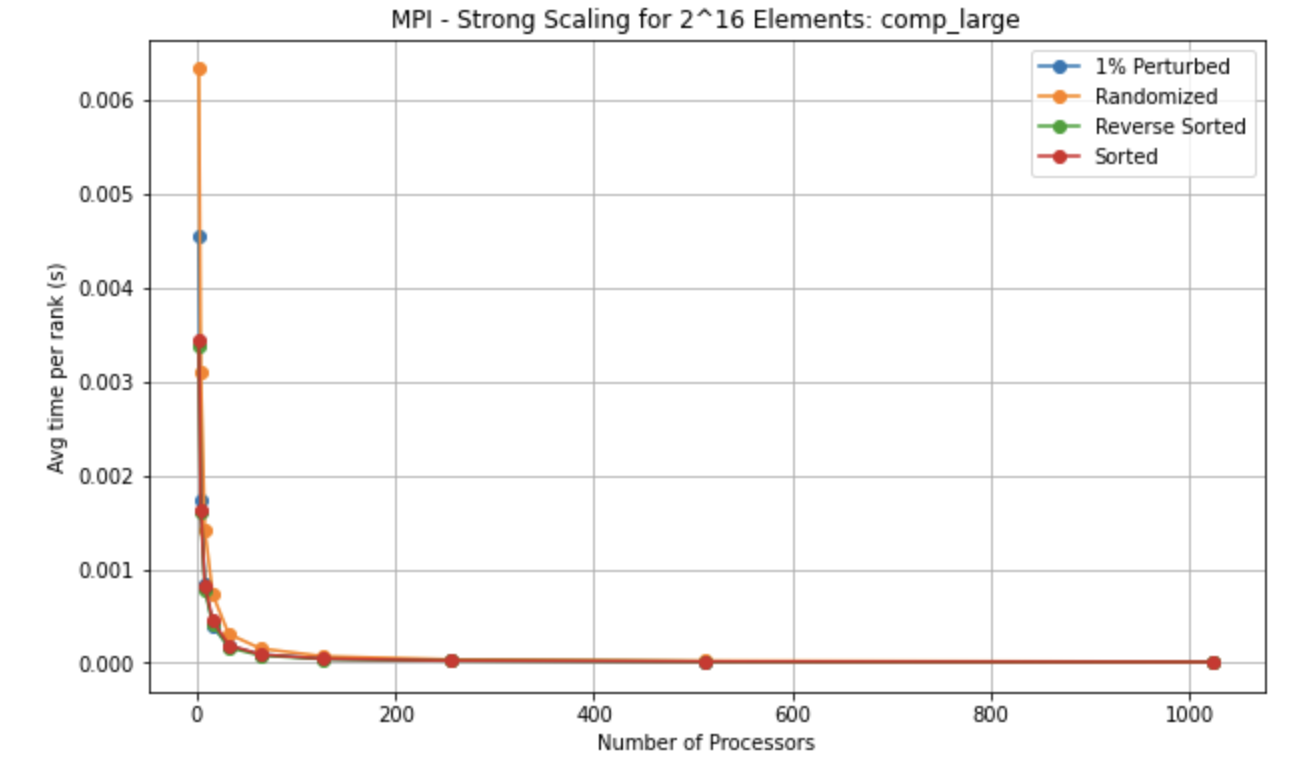 MPI - Strong Scaling for 2^16 Elements: comp_large
1% Perturbed
Randomized
Reverse Sorted
Sorted
Avg time per rank (s)
0.006
0.005
0.004
0.003
0.002
0.001
0.000
0 200 400 600 800 1000
Number of Processors